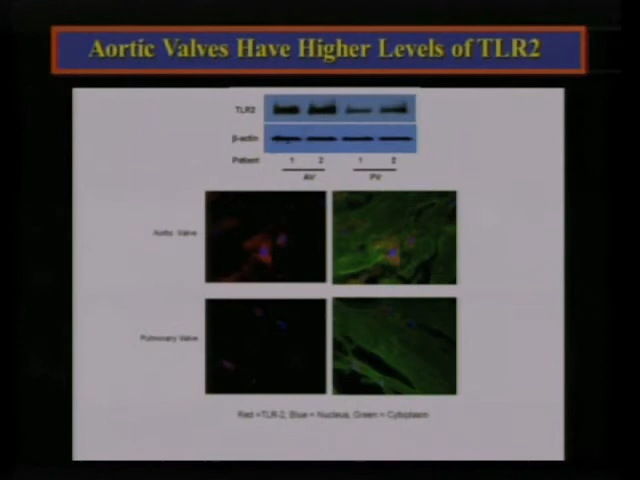 Aortic Valves Have Higher Levels of TLR2
TLR2
β-actin
Patient 1 2 1 2
AV PV
Aortic Valve
Pulmonary Valve
Red =TLR-2, Blue = Nucleus, Green = Cytoplasm